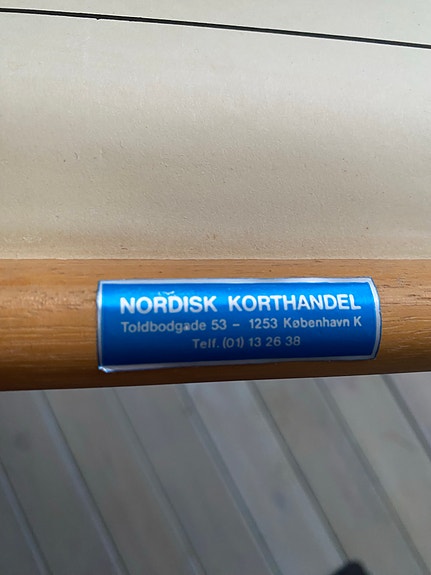 NORDISK KORTHANDEL
Toldbodgade 53 - 1253 København K
Telf. (01) 13 26 38